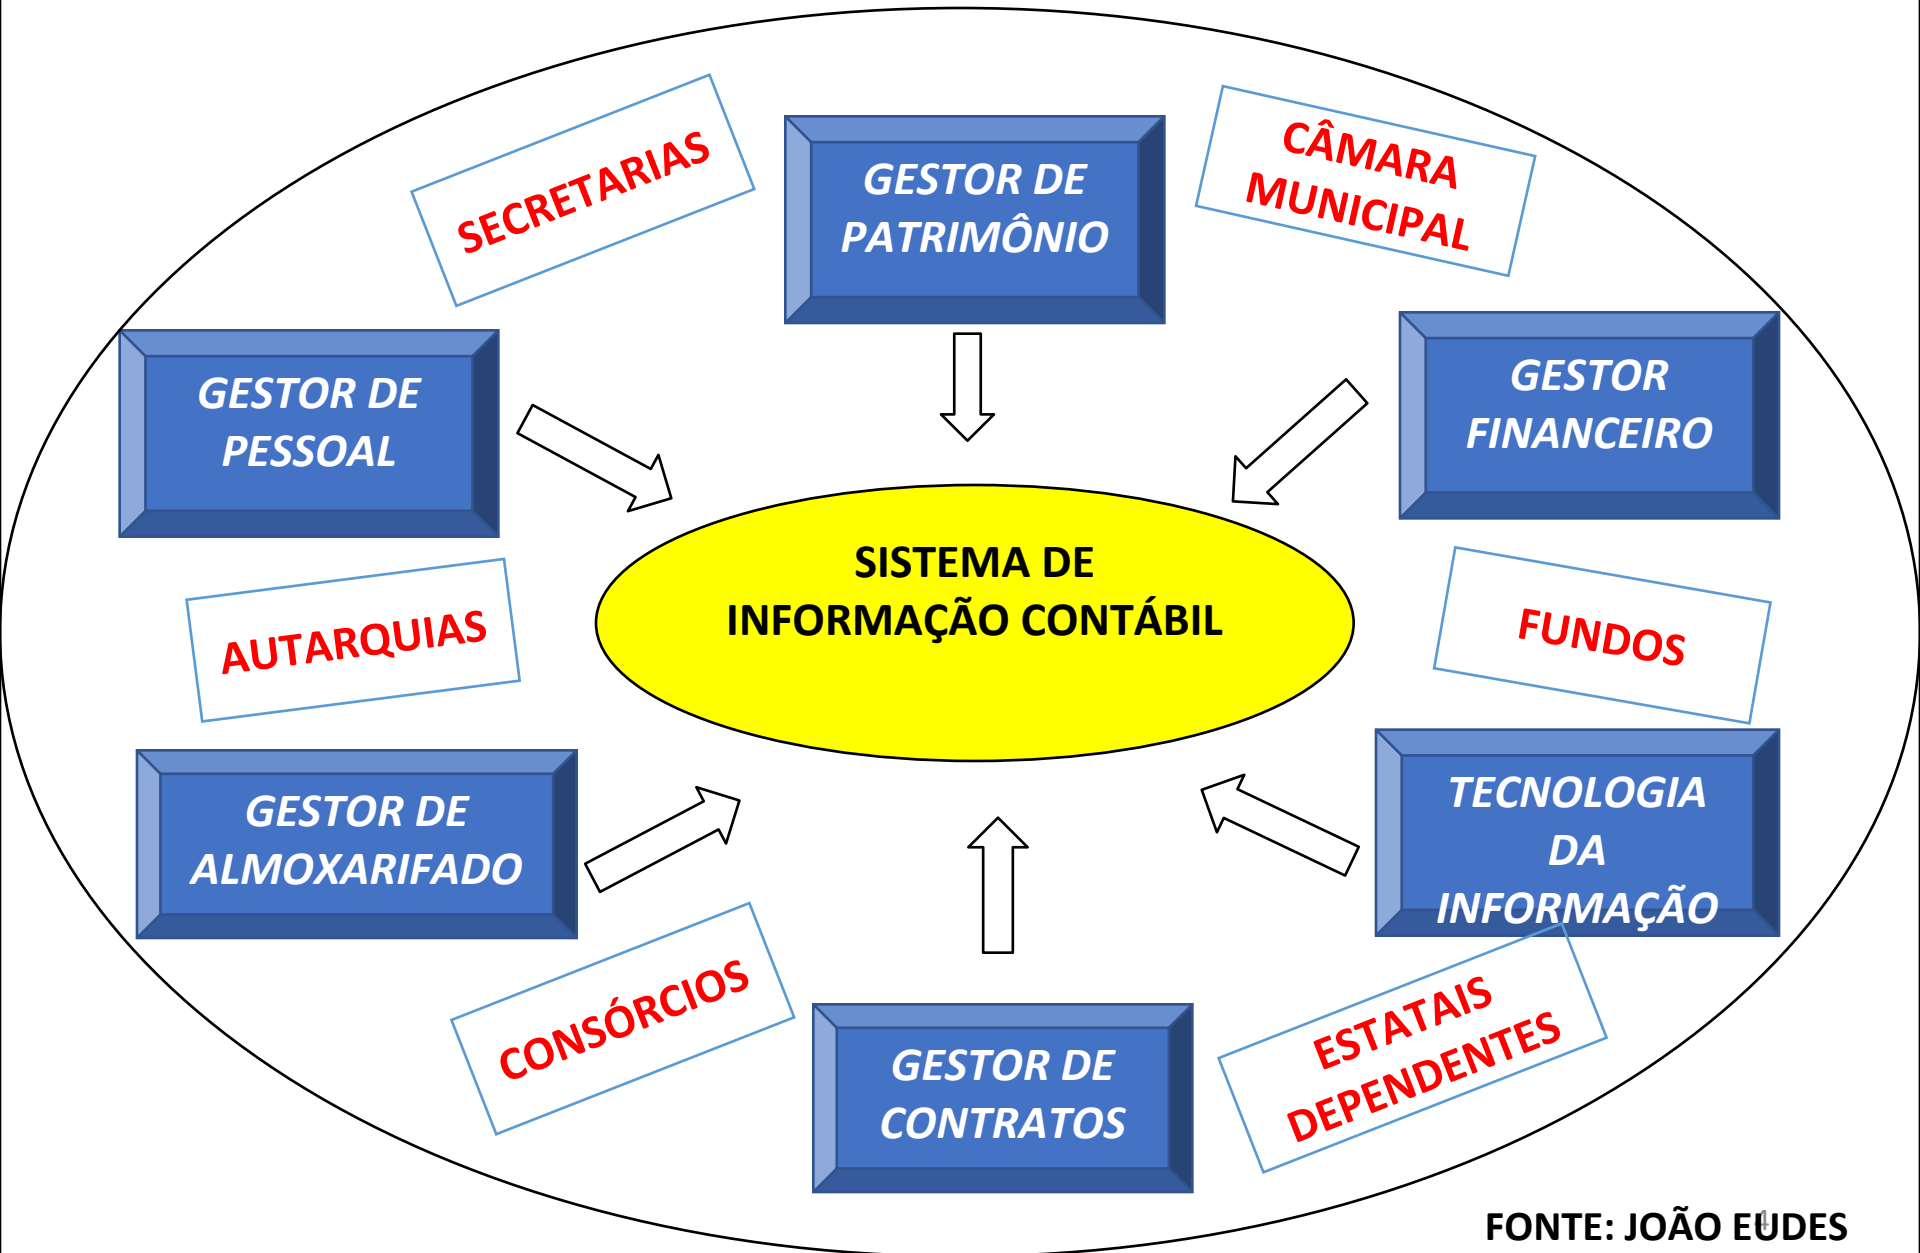 SECRETARIAS
GESTOR DE
PATRIMÔNIO
CÂMARA
MUNICIPAL
GESTOR DE
PESSOAL
GESTOR
FINANCEIRO
SISTEMA DE
INFORMAÇÃO CONTÁBIL
AUTARQUIAS
FUNDOS
GESTOR DE
ALMOXARIFADO
TECNOLOGIA
DA
INFORMAÇÃO
CONSÓRCIOS
GESTOR DE
CONTRATOS
ESTATAIS
DEPENDENTES
FONTE: JOÃO EUDES
4